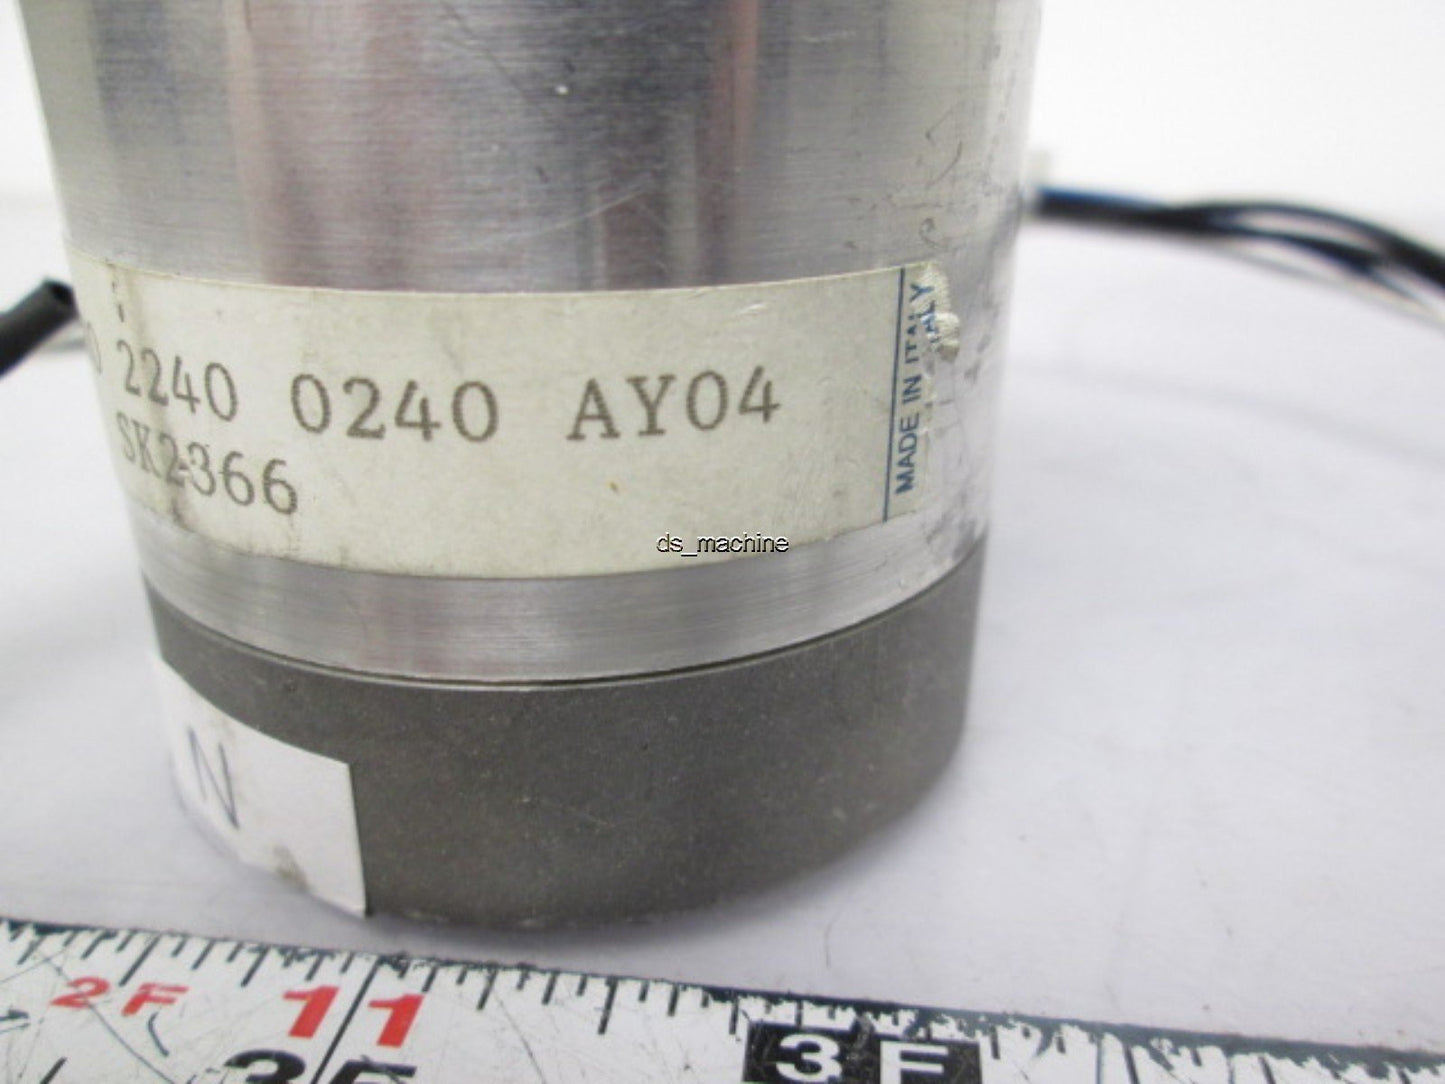 2240 0240 AY04
SK2366
MADE IN ITALY
ds_machine
N
2F 11 3F